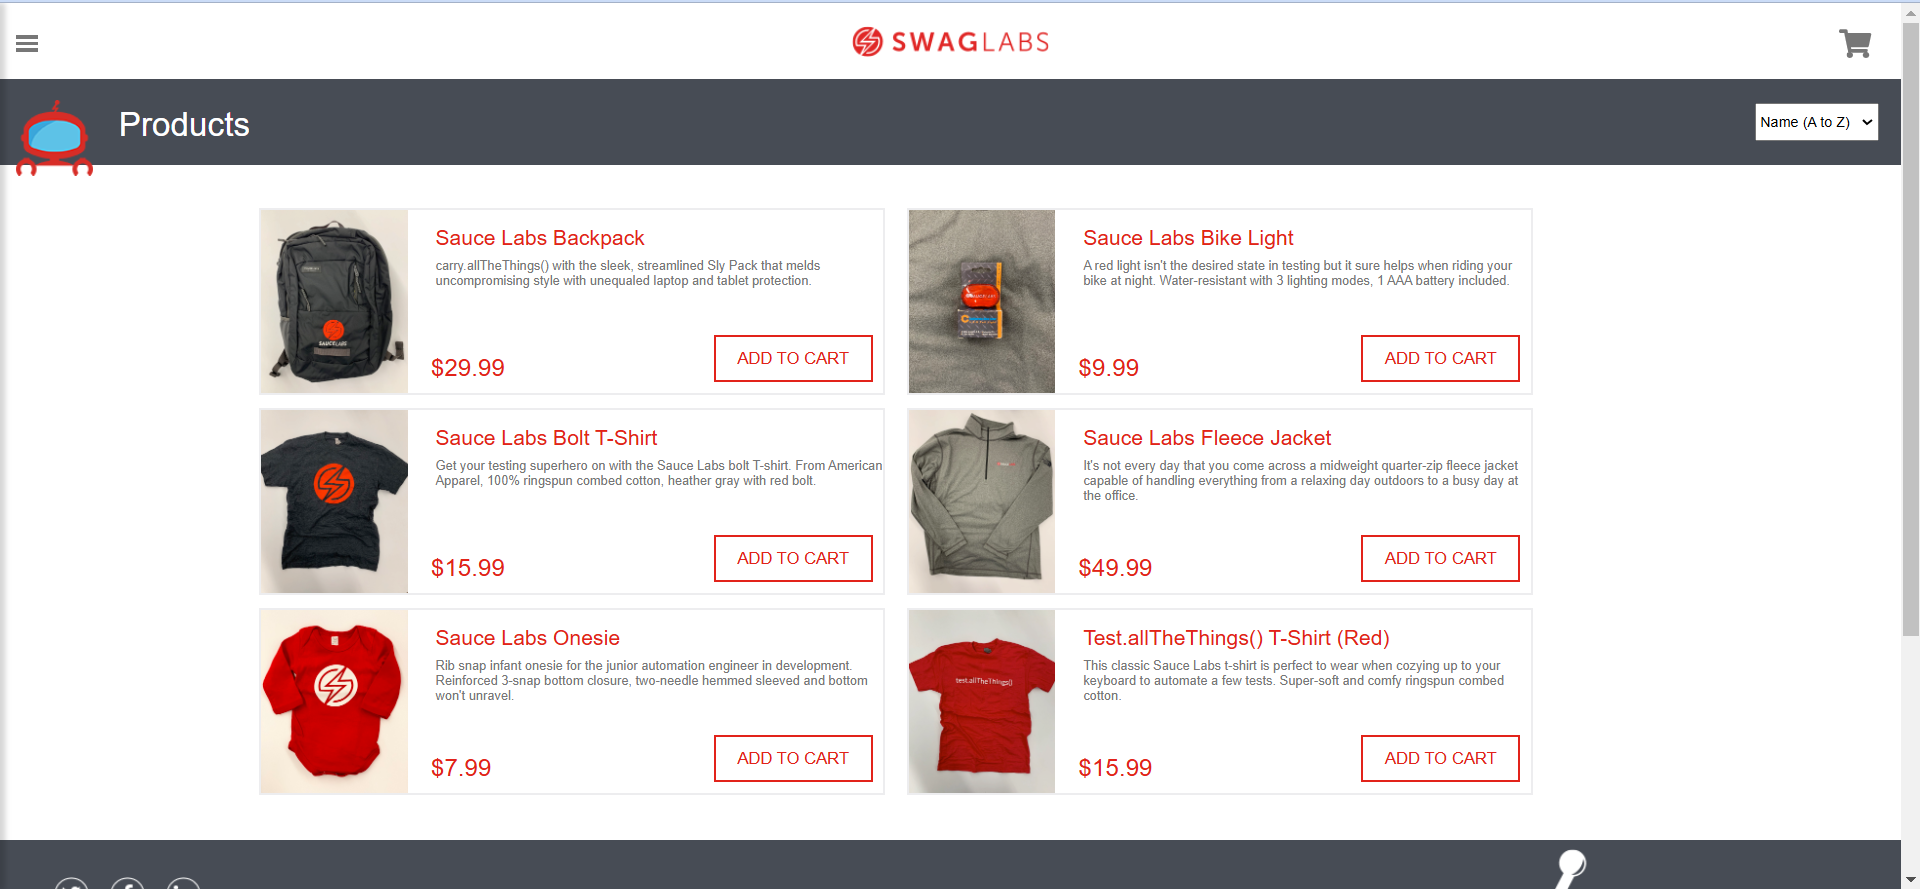 SWAGLABS
Products
Name (A to Z)
Sauce Labs Backpack
carry.allTheThings() with the sleek, streamlined Sly Pack that melds
uncompromising style with unequaled laptop and tablet protection.
$29.99
ADD TO CART
SAUCELABS
Sauce Labs Bike Light
A red light isn't the desired state in testing but it sure helps when riding your
bike at night. Water-resistant with 3 lighting modes, 1 AAA battery included.
$9.99
ADD TO CART
Sauce Labs Bolt T-Shirt
Get your testing superhero on with the Sauce Labs bolt T-shirt. From American
Apparel, 100% ringspun combed cotton, heather gray with red bolt.
$15.99
ADD TO CART
Sauce Labs Fleece Jacket
It's not every day that you come across a midweight quarter-zip fleece jacket
capable of handling everything from a relaxing day outdoors to a busy day at
the office.
$49.99
ADD TO CART
Sauce Labs Onesie
Rib snap infant onesie for the junior automation engineer in development.
Reinforced 3-snap bottom closure, two-needle hemmed sleeved and bottom
won't unravel.
$7.99
ADD TO CART
Test.allTheThings() T-Shirt (Red)
This classic Sauce Labs t-shirt is perfect to wear when cozying up to your
keyboard to automate a few tests. Super-soft and comfy ringspun combed
cotton.
$15.99
ADD TO CART
test.allTheThings()